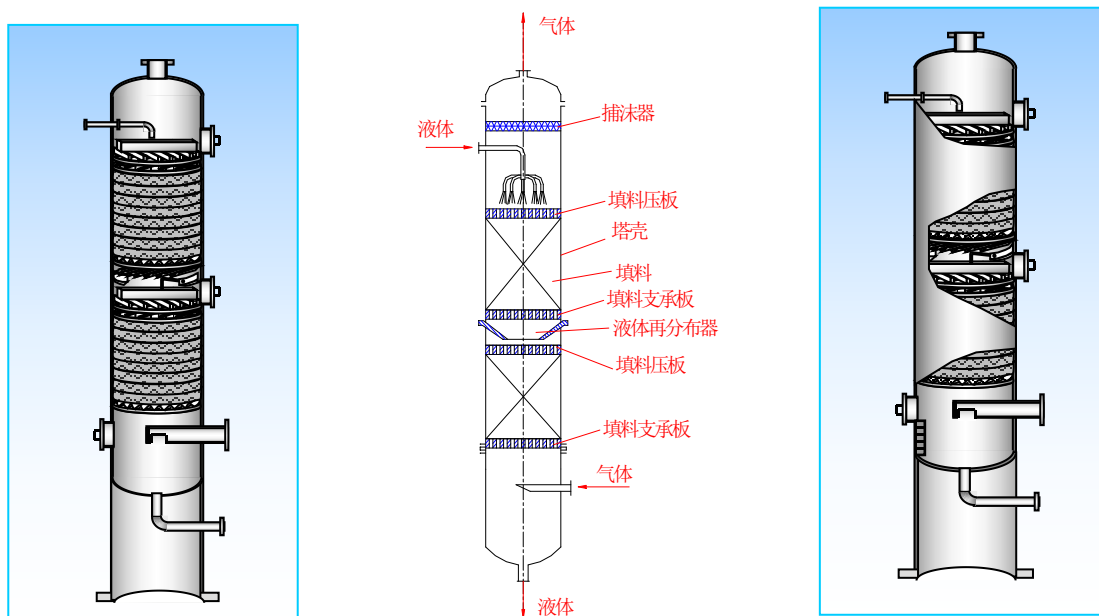 气体
捕沫器
液体
填料压板
塔壳
填料
填料支承板
液体再分布器
填料压板
填料支承板
气体
液体